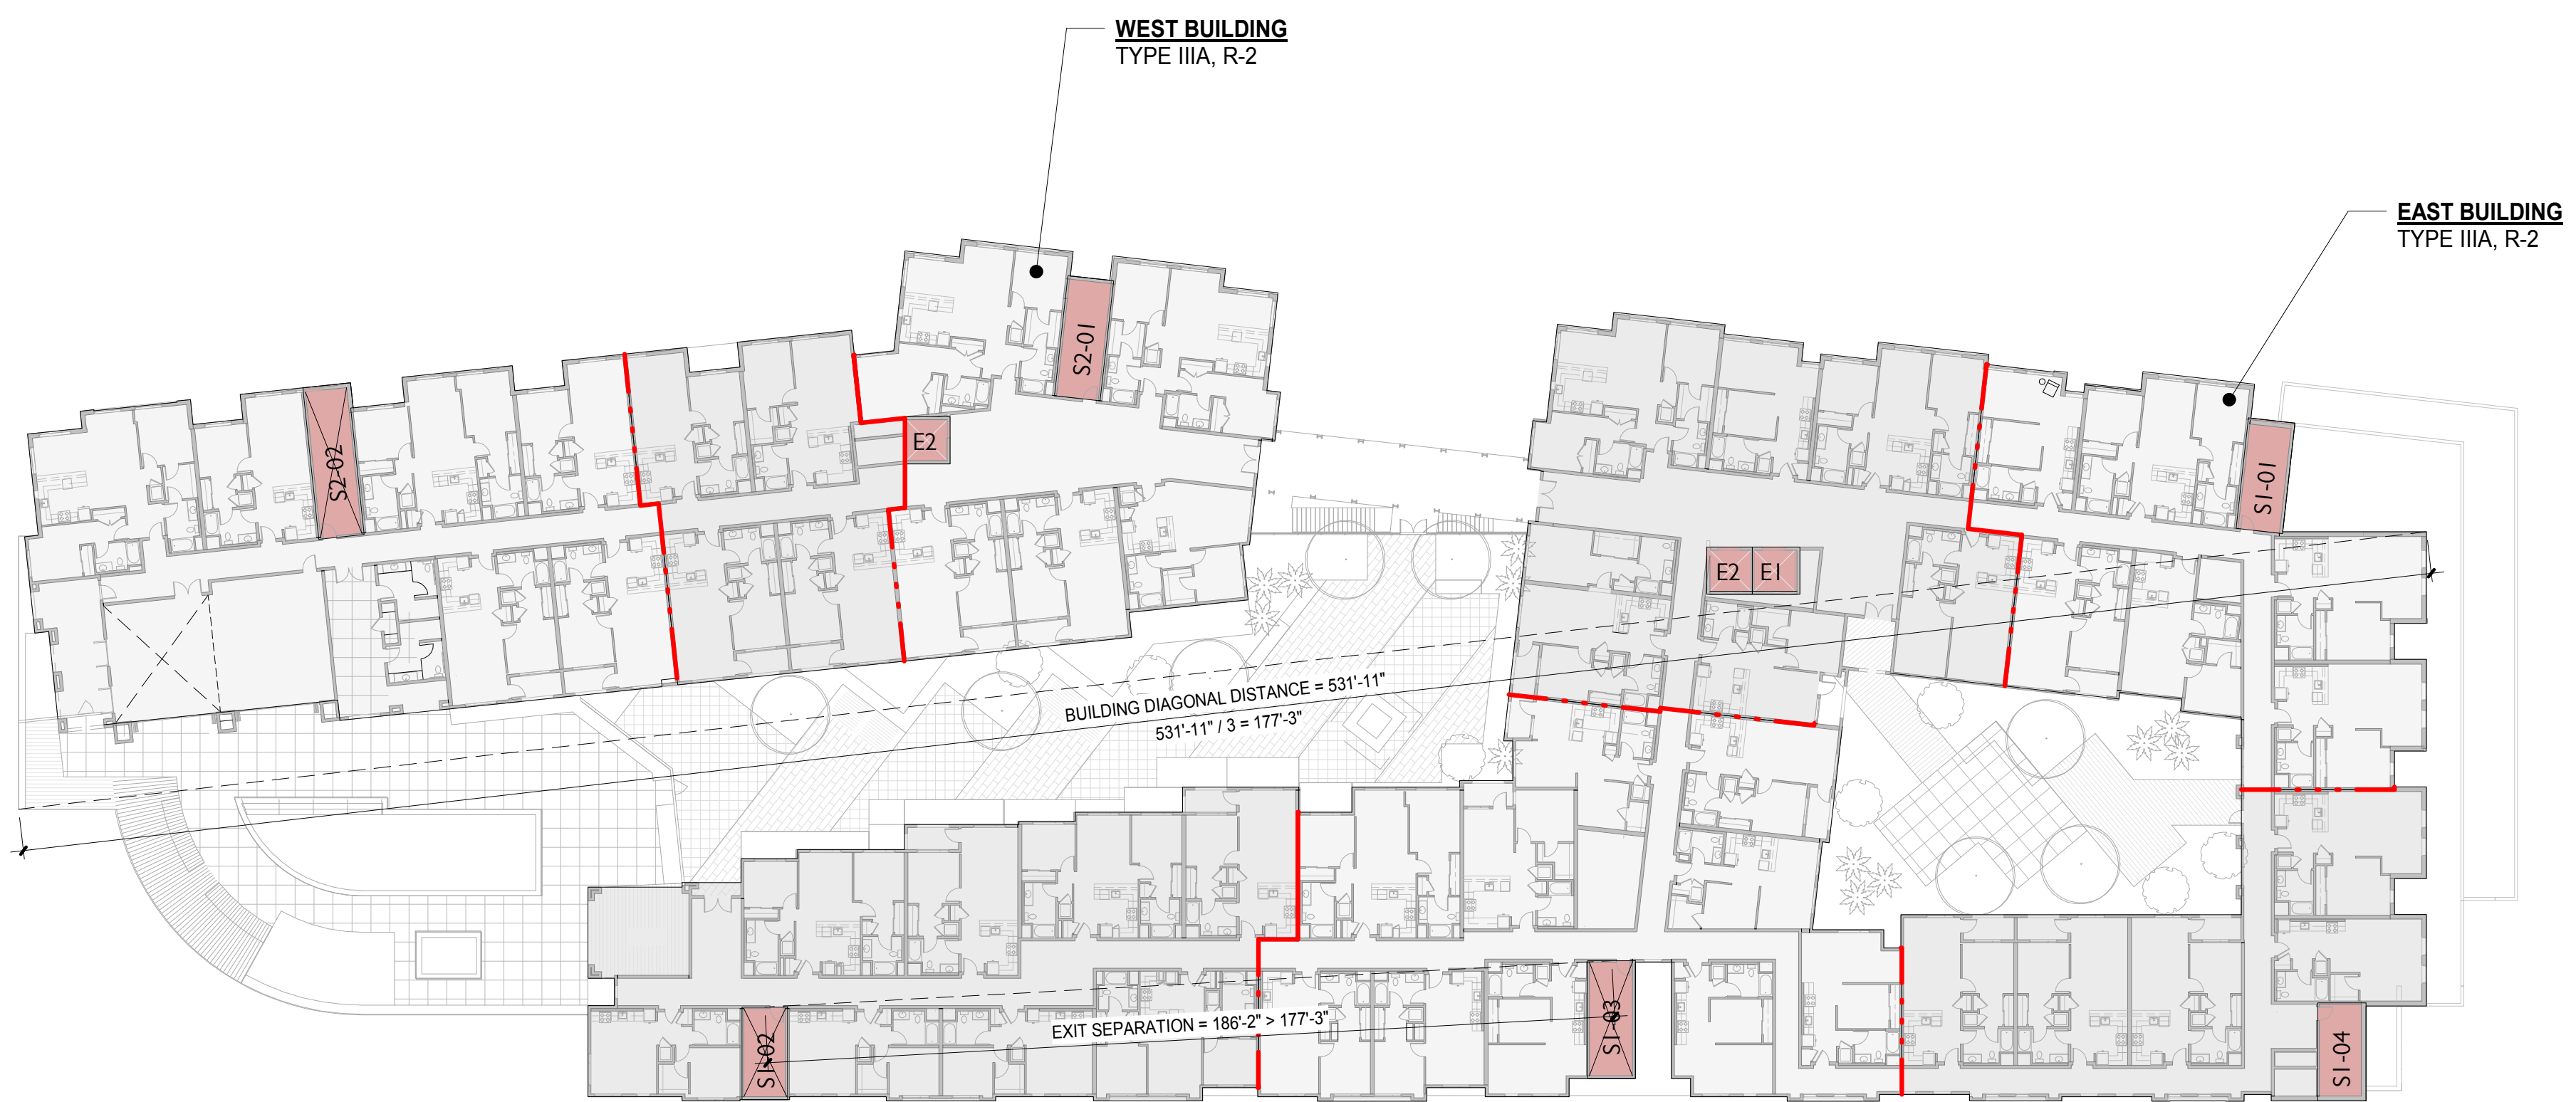 WEST BUILDING
TYPE IIIA, R-2
EAST BUILDING
TYPE IIIA, R-2
S2-01
S2-02
E2
S1-01
E2
E1
BUILDING DIAGONAL DISTANCE = 531'-11"
531'-11" / 3 = 177'-3"
EXIT SEPARATION = 186'-2" > 177'-3"
S1-02
S1-03
S1-04